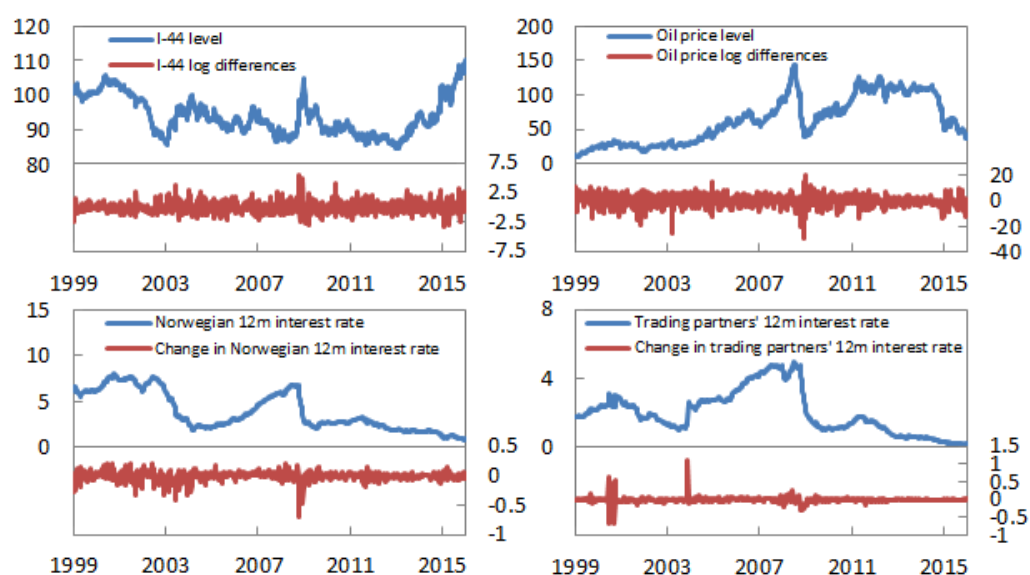 120
I-44 level
I-44 log differences
110
100
90
80
7.5
2.5
-2.5
-7.5
1999 2003 2007 2011 2015
200
Oil price level
Oil price log differences
150
100
50
0
20
0
-20
-40
1999 2003 2007 2011 2015
15
Norwegian 12m interest rate
Change in Norwegian 12m interest rate
10
5
0
0.5
0
-0.5
-1
1999 2003 2007 2011 2015
8
Trading partners' 12m interest rate
Change in trading partners' 12m interest rate
4
0
1.5
1
0.5
0
-0.5
-1
1999 2003 2007 2011 2015